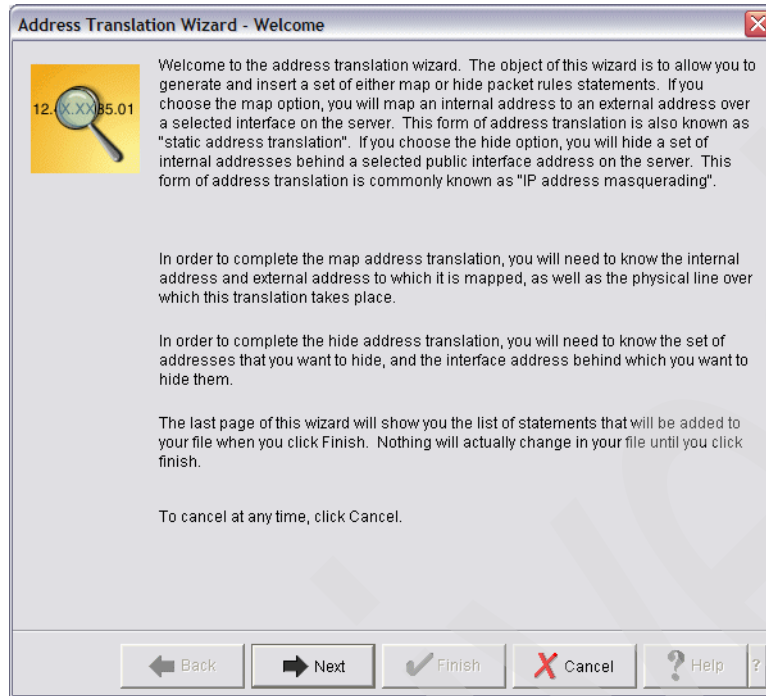 Address Translation Wizard - Welcome
12.4X.XX85.01
Welcome to the address translation wizard. The object of this wizard is to allow you to
generate and insert a set of either map or hide packet rules statements. If you
choose the map option, you will map an internal address to an external address over
a selected interface on the server. This form of address translation is also known as
"static address translation". If you choose the hide option, you will hide a set of
internal addresses behind a selected public interface address on the server. This
form of address translation is commonly known as "IP address masquerading".
In order to complete the map address translation, you will need to know the internal
address and external address to which it is mapped, as well as the physical line over
which this translation takes place.
In order to complete the hide address translation, you will need to know the set of
addresses that you want to hide, and the interface address behind which you want to
hide them.
The last page of this wizard will show you the list of statements that will be added to
your file when you click Finish. Nothing will actually change in your file until you click
finish.
To cancel at any time, click Cancel.
Back Next Finish Cancel Help ?